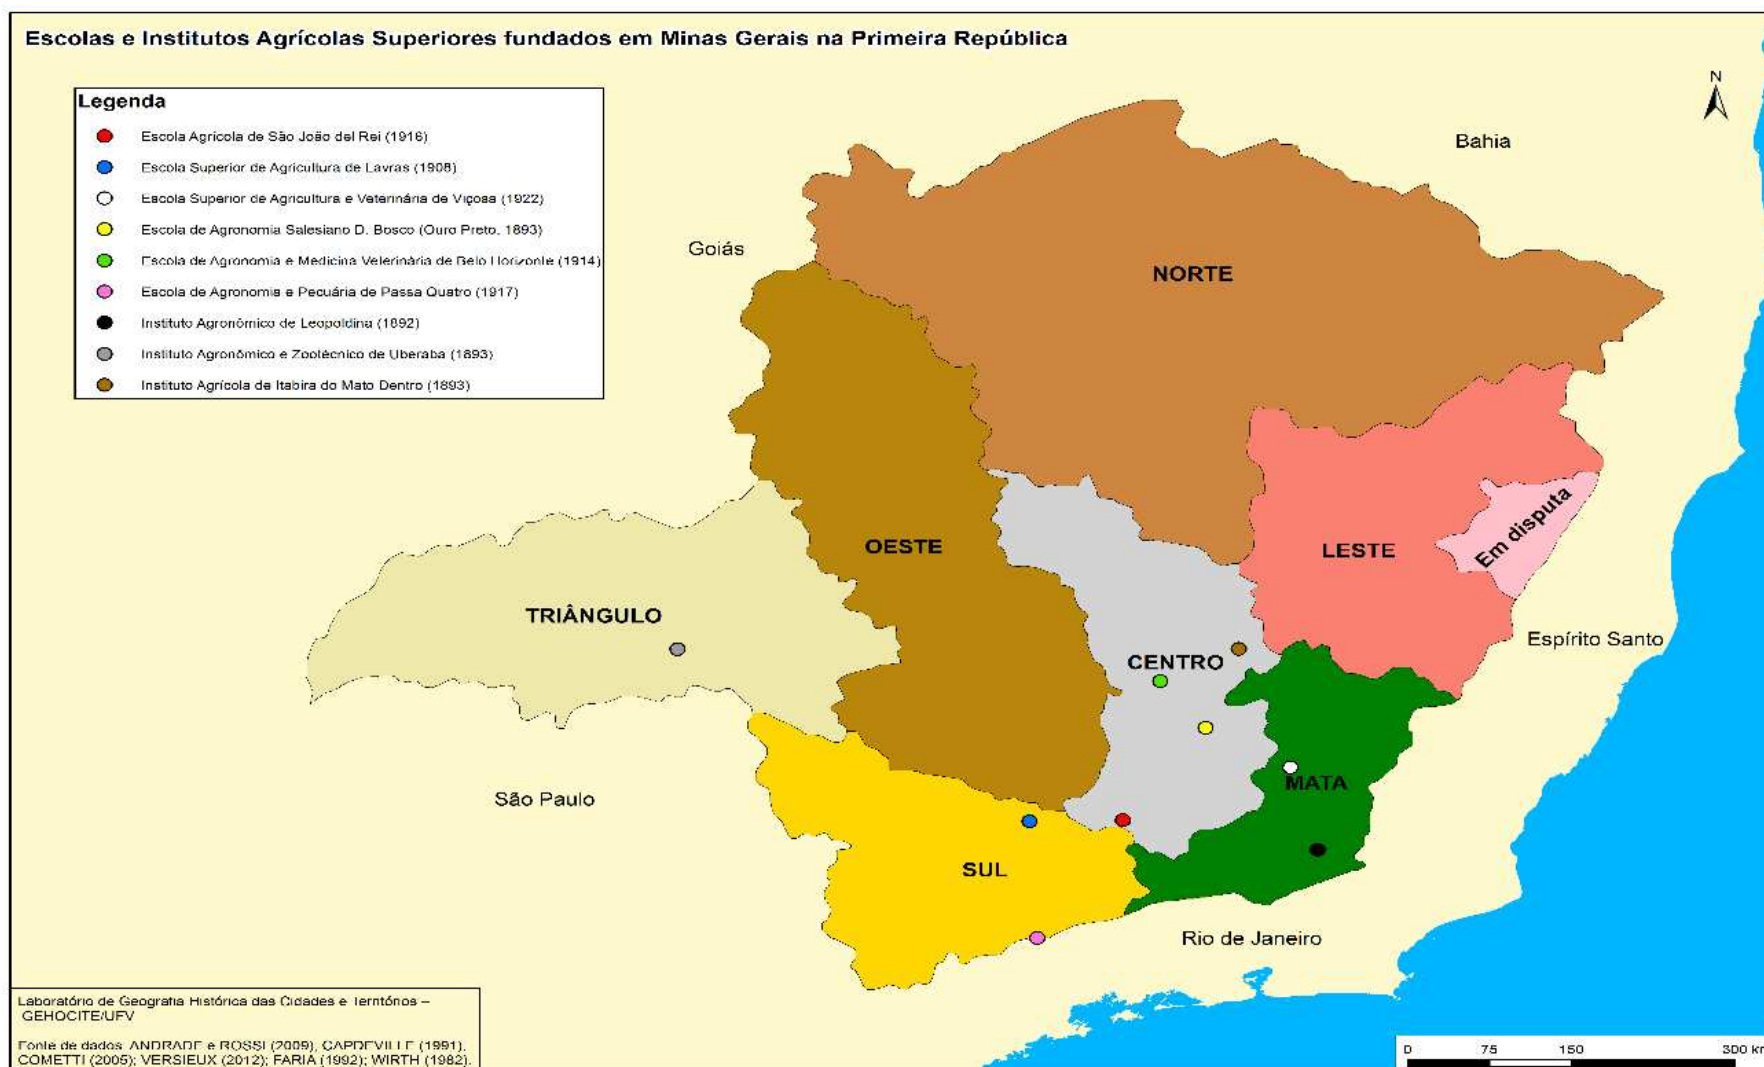 Escolas e Institutos Agrícolas Superiores fundados em Minas Gerais na Primeira República
Legenda
Escola Agrícola de São João del Rei (1916)
Escola Superior de Agricultura de Lavras (1908)
Escola Superior de Agricultura e Veterinária de Viçosa (1922)
Escola de Agronomia Salesiano D. Bosco (Ouro Preto, 1893)
Escola de Agronomia e Medicina Veterinária de Belo Horizonte (1914)
Escola de Agronomia e Pecuária de Passa Quatro (1917)
Instituto Agronômico de Leopoldina (1892)
Instituto Agronômico e Zootécnico de Uberaba (1893)
Instituto Agrícola de Itabira do Mato Dentro (1893)
N
Bahia
Goiás
NORTE
Em disputa
OESTE
LESTE
TRIÂNGULO
Espírito Santo
CENTRO
MATA
São Paulo
SUL
Rio de Janeiro
Laboratório de Geografia Histórica das Cidades e Territórios –
GEHOCITE/UFV
Fonte de dados: ANDRADE e ROSSI (2009), CAPDEVILLE (1991),
COMETTI (2005); VERSIEUX (2012); FARIA (1992); WIRTH (1982).
0 75 150 300 km